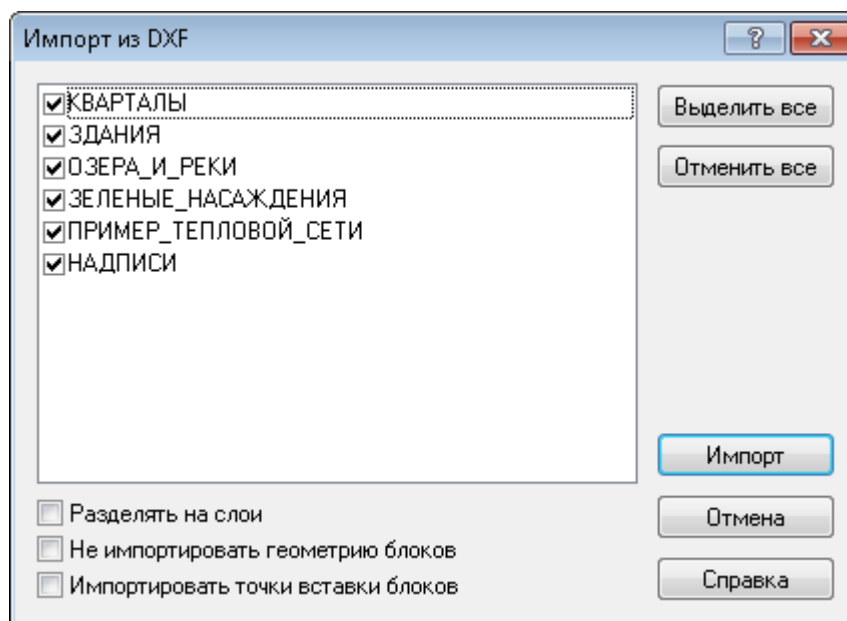 Импорт из DXF
КВАРТАЛЫ
ЗДАНИЯ
ОЗЕРА_И_РЕКИ
ЗЕЛЕНЫЕ_НАСАЖДЕНИЯ
ПРИМЕР_ТЕПЛОВОЙ_СЕТИ
НАДПИСИ
Выделить все
Отменить все
Импорт
Отмена
Справка
Разделять на слои
Не импортировать геометрию блоков
Импортировать точки вставки блоков